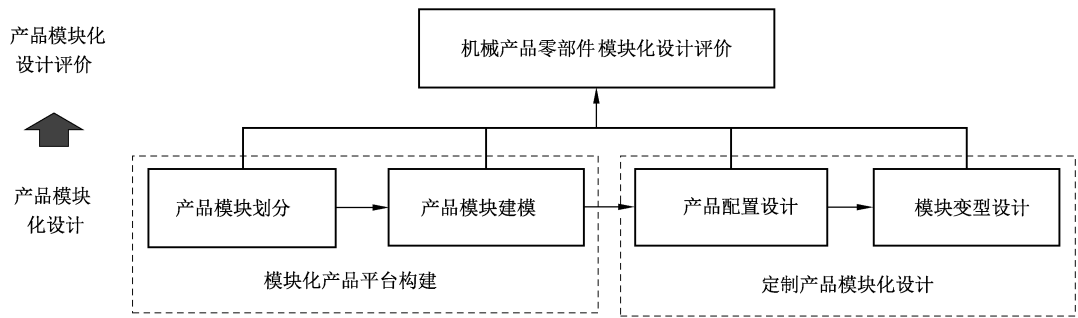 产品模块化
设计评价
机械产品零部件模块化设计评价
产品模块
化设计
产品模块划分
产品模块建模
产品配置设计
模块变型设计
模块化产品平台构建
定制产品模块化设计